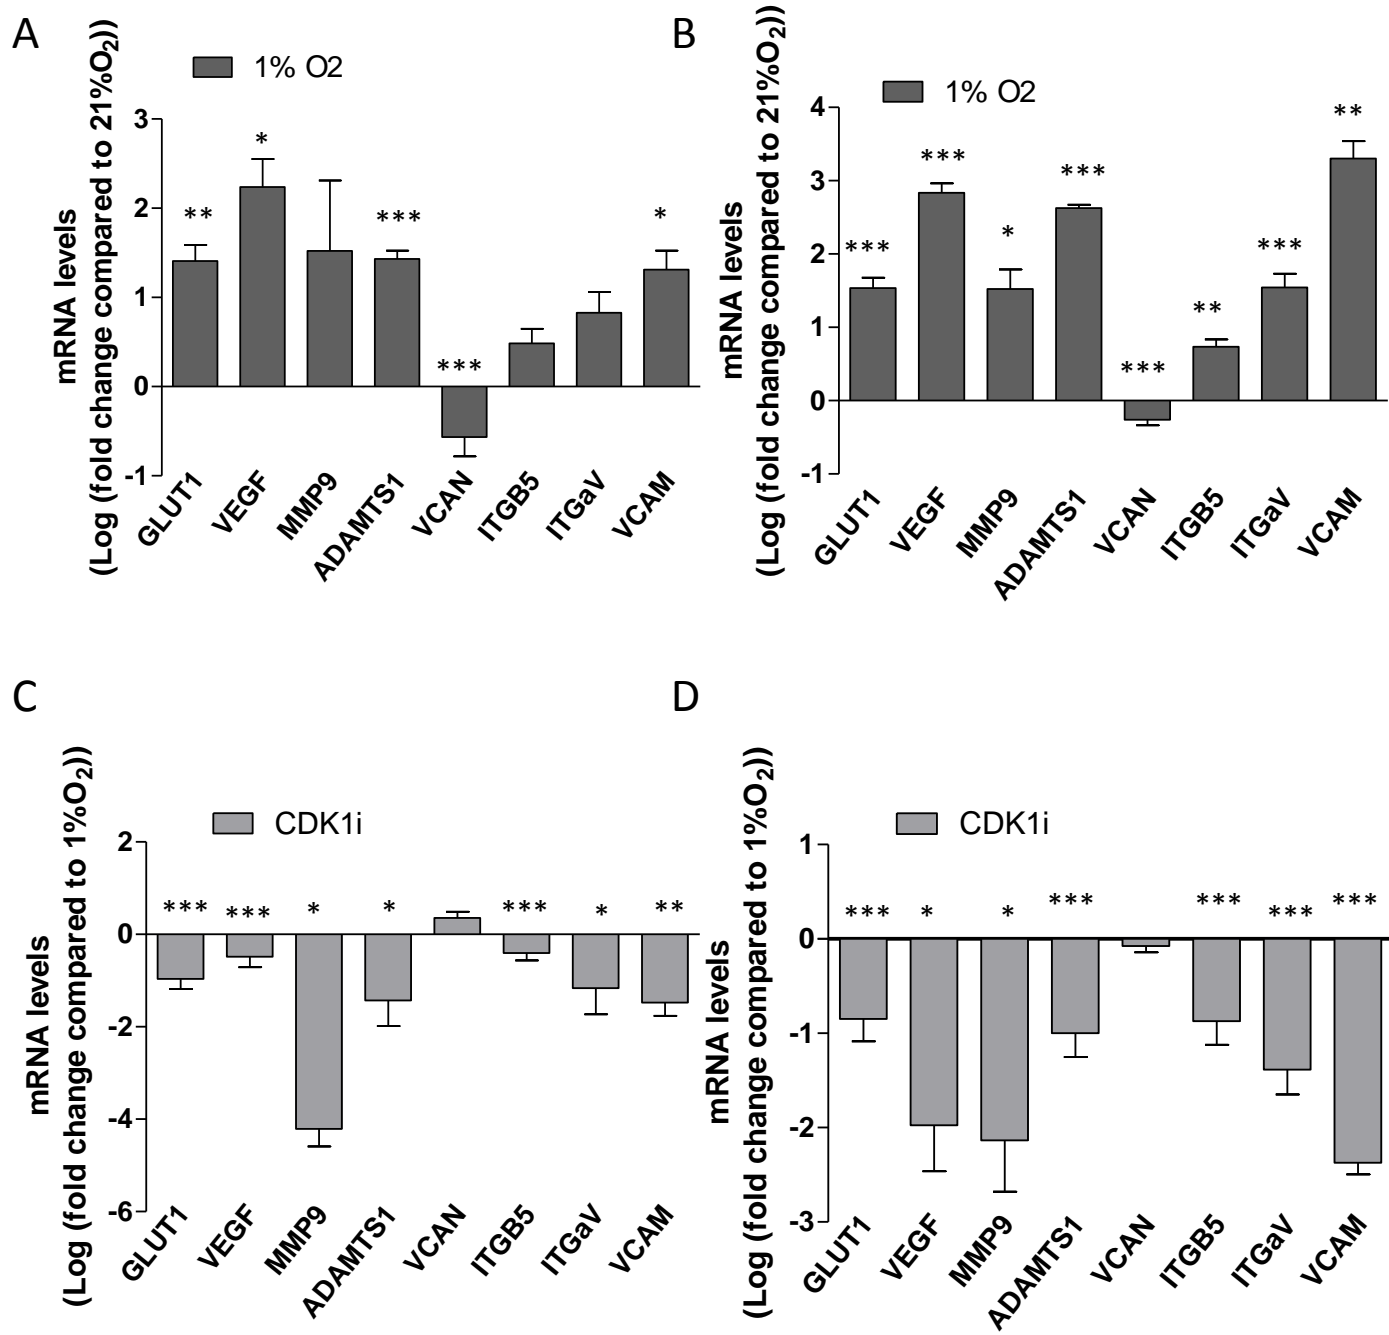 A
1% O2
mRNA levels
(Log (fold change compared to 21%O2))
3
2
1
0
-1
**
*
***
***
*
GLUT1
VEGF
MMP9
ADAMTS1
VCAN
ITGB5
ITGaV
VCAM
B
1% O2
mRNA levels
(Log (fold change compared to 21%O2))
4
3
2
1
0
-1
***
***
*
***
***
**
***
**
GLUT1
VEGF
MMP9
ADAMTS1
VCAN
ITGB5
ITGaV
VCAM
C
CDK1i
mRNA levels
(Log (fold change compared to 1%O2))
2
0
-2
-4
-6
***
***
*
*
***
*
**
GLUT1
VEGF
MMP9
ADAMTS1
VCAN
ITGB5
ITGaV
VCAM
D
CDK1i
mRNA levels
(Log (fold change compared to 1%O2))
1
0
-1
-2
-3
***
*
*
***
***
***
***
GLUT1
VEGF
MMP9
ADAMTS1
VCAN
ITGB5
ITGaV
VCAM